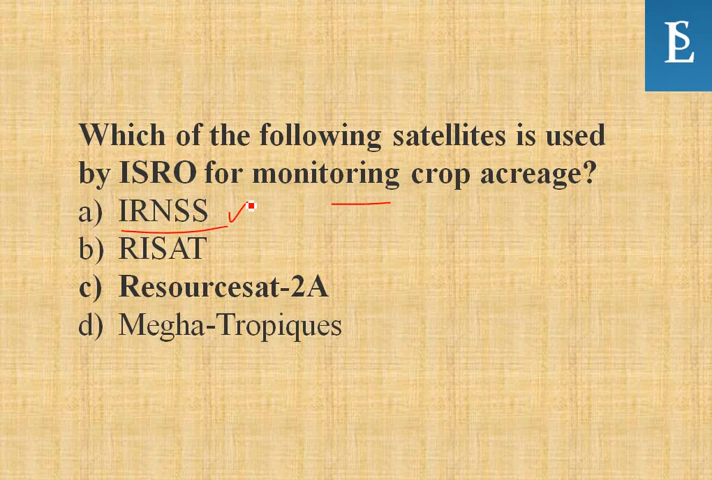 LS
Which of the following satellites is used
by ISRO for monitoring crop acreage?
a) IRNSS
b) RISAT
c) Resourcesat-2A
d) Megha-Tropiques